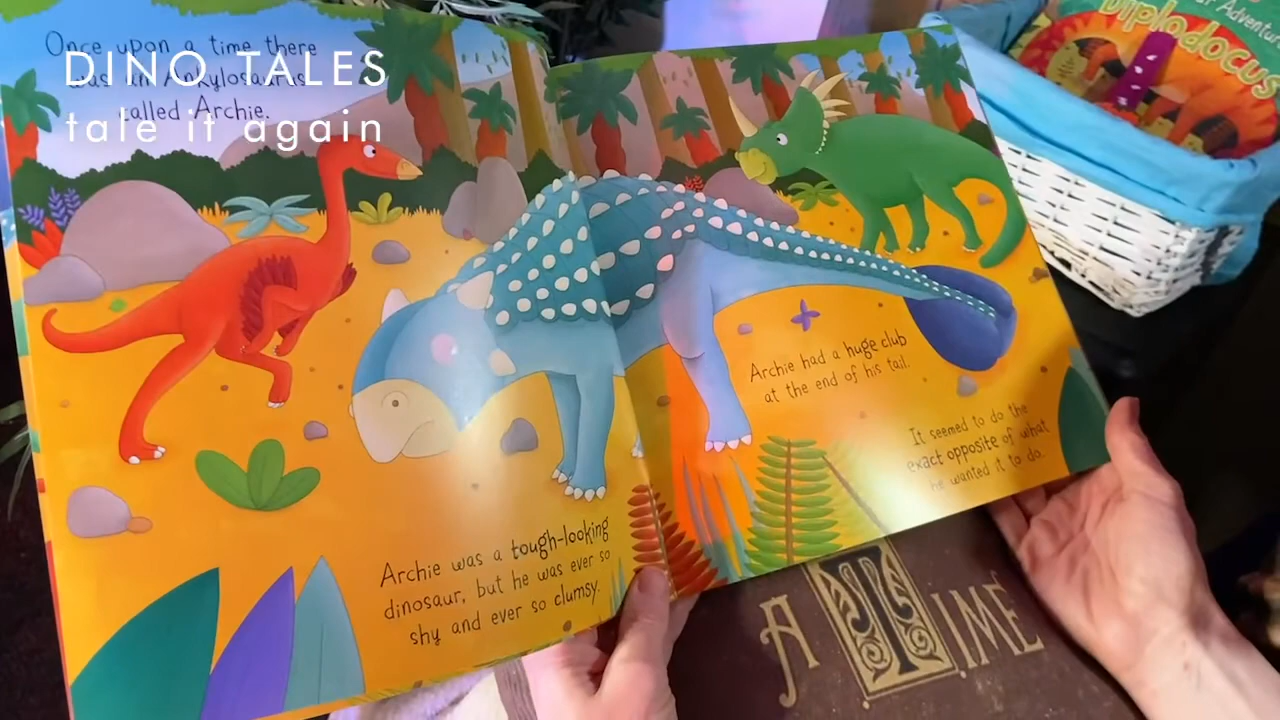 Once upon a time there
was an Ankylosaurus
called Archie.
DINO TALES
tale it again
Archie was a tough-looking
dinosaur, but he was ever so
shy and ever so clumsy.
Archie had a huge club
at the end of his tail.
It seemed to do the
exact opposite of what
he wanted it to do.
Adventure
Diplodocus
A TIME